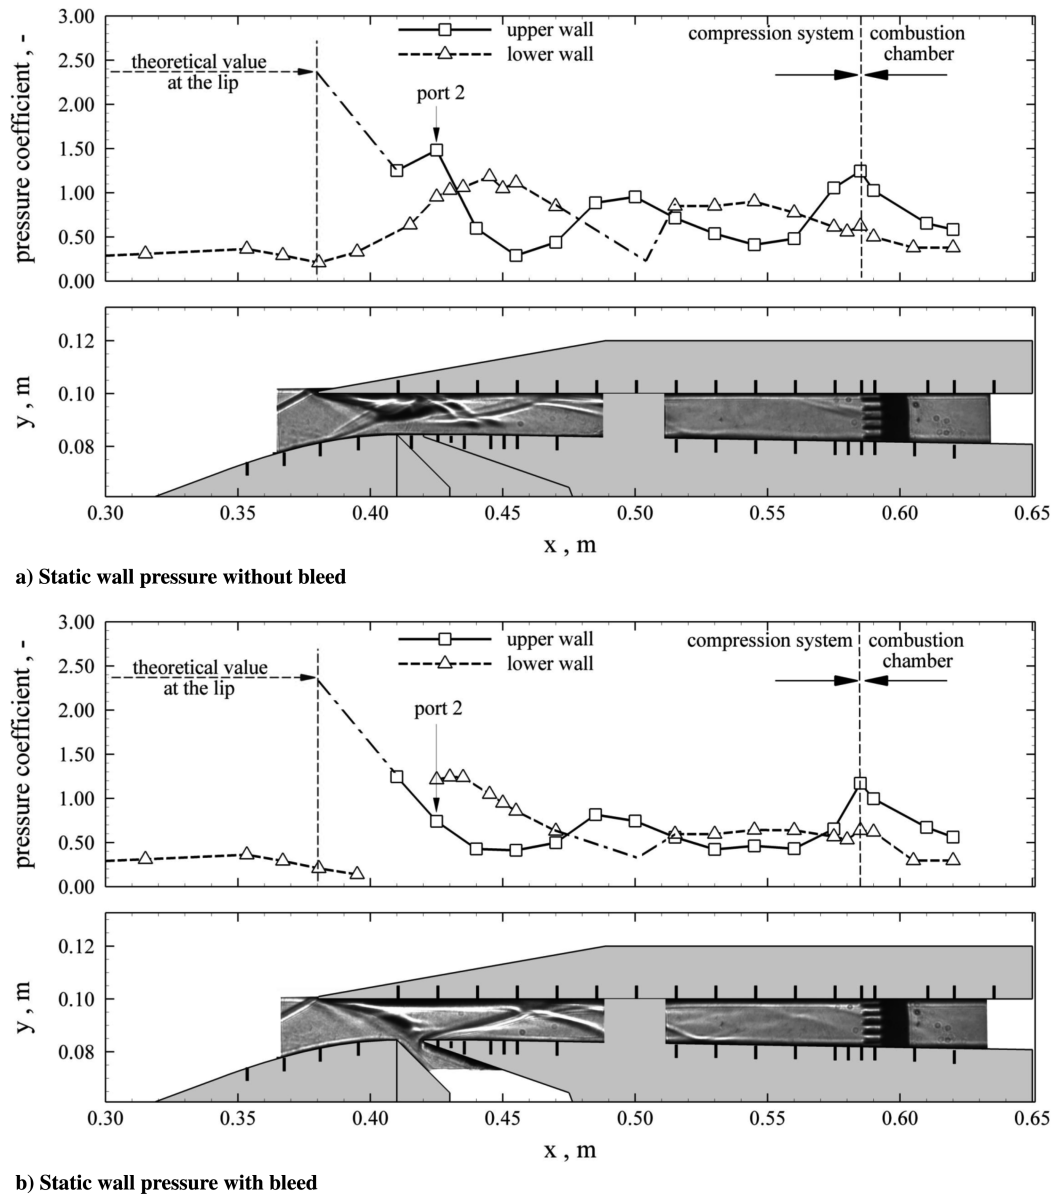 3.00
2.50
2.00
1.50
1.00
0.50
0.00
pressure coefficient , -
upper wall
lower wall
theoretical value
at the lip
port 2
compression system
combustion
chamber
0.12
0.10
0.08
y , m
0.30 0.35 0.40 0.45 0.50 0.55 0.60 0.65
x , m
a) Static wall pressure without bleed
3.00
2.50
2.00
1.50
1.00
0.50
0.00
pressure coefficient , -
upper wall
lower wall
theoretical value
at the lip
port 2
compression system
combustion
chamber
0.12
0.10
0.08
y , m
0.30 0.35 0.40 0.45 0.50 0.55 0.60 0.65
x , m
b) Static wall pressure with bleed